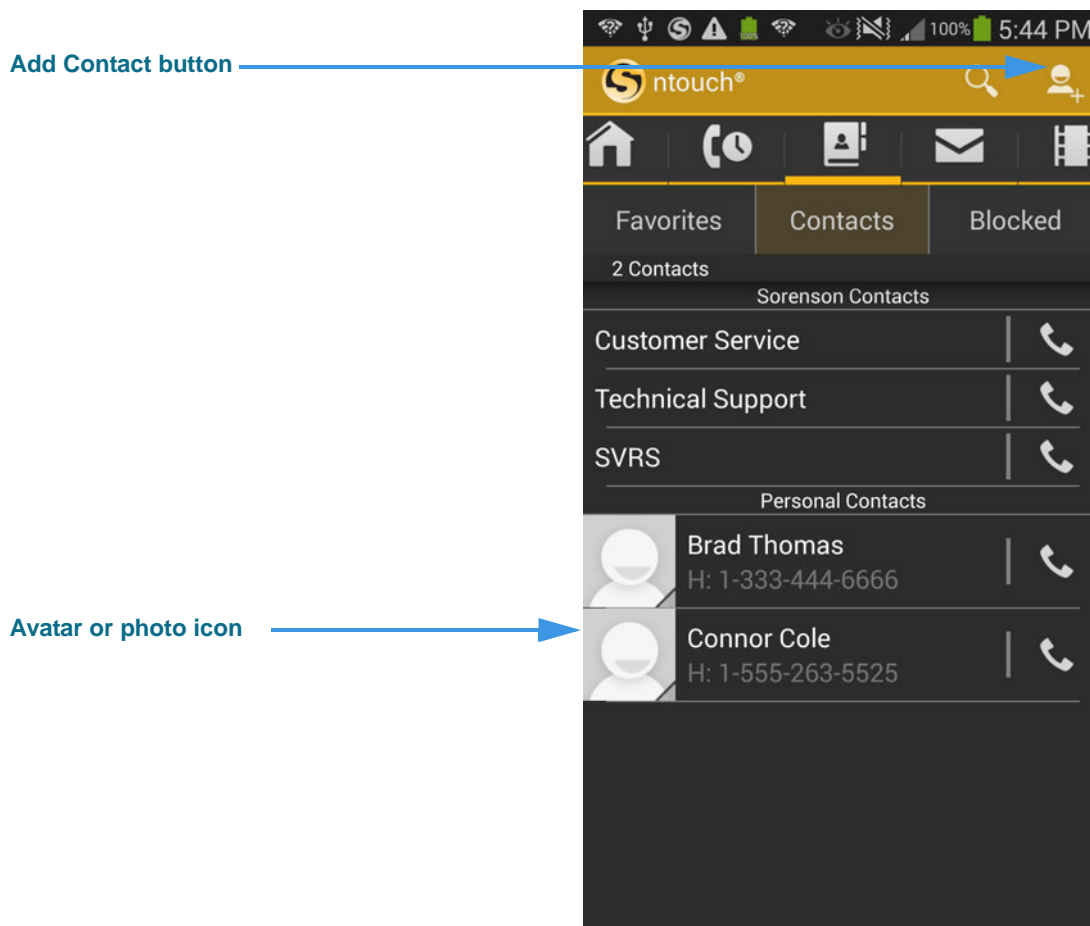 100% 5:44 PM
Add Contact button
ntouch®
Favorites Contacts Blocked
2 Contacts
Sorenson Contacts
Customer Service
Technical Support
SVRS
Personal Contacts
Brad Thomas
H: 1-333-444-6666
Avatar or photo icon
Connor Cole
H: 1-555-263-5525